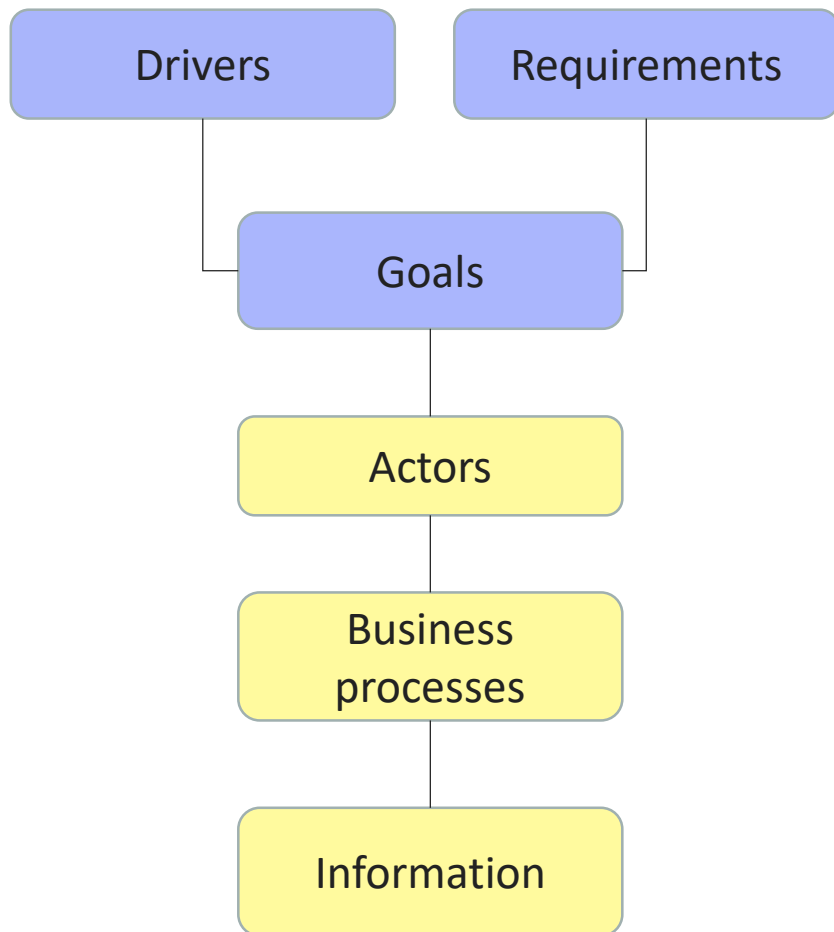 Drivers
Requirements
Goals
Actors
Business
processes
Information